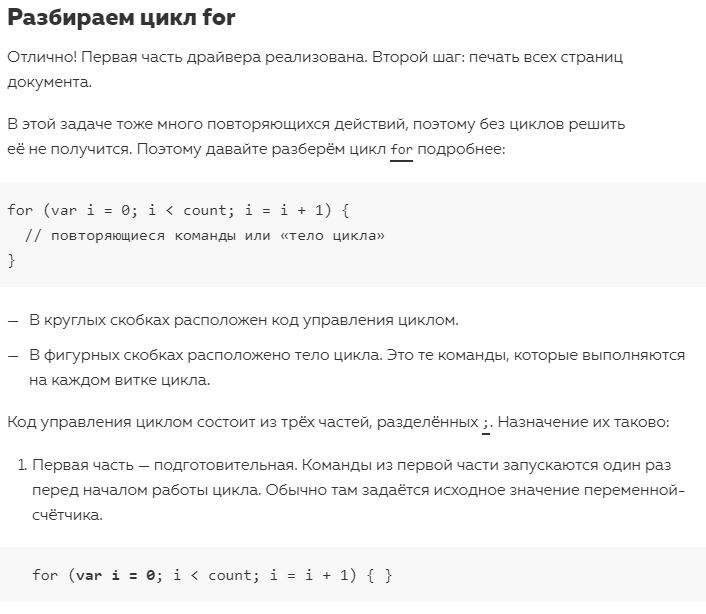 Разбираем цикл for
Отлично! Первая часть драйвера реализована. Второй шаг: печать всех страниц
документа.
В этой задаче тоже много повторяющихся действий, поэтому без циклов решить
её не получится. Поэтому давайте разберём цикл for подробнее:
for (var i = 0; i < count; i = i + 1) {
  // повторяющиеся команды или «тело цикла»
}
— В круглых скобках расположен код управления циклом.
— В фигурных скобках расположено тело цикла. Это те команды, которые выполняются
на каждом витке цикла.
Код управления циклом состоит из трёх частей, разделённых ;. Назначение их таково:
1. Первая часть — подготовительная. Команды из первой части запускаются один раз
перед началом работы цикла. Обычно там задаётся исходное значение переменной-
счётчика.
for (var i = 0; i < count; i = i + 1) { }